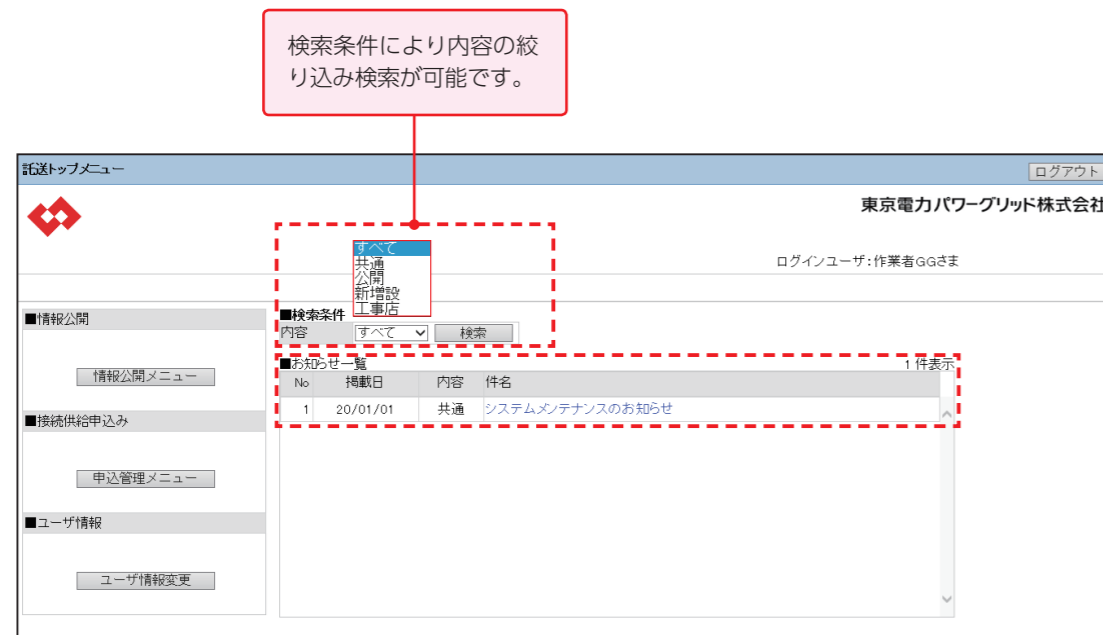 検索条件により内容の絞
り込み検索が可能です。
託送トップメニュー ログアウト
東京電力パワーグリッド株式会社
ログインユーザ:作業者GGさま
すべて
共通
公開
新増設
工事店
■情報公開
情報公開メニュー
■接続供給申込み
申込管理メニュー
■ユーザ情報
ユーザ情報変更
■検索条件
内容 すべて 検索
■お知らせ一覧 1 件表示
No 掲載日 内容 件名
1 20/01/01 共通 システムメンテナンスのお知らせ